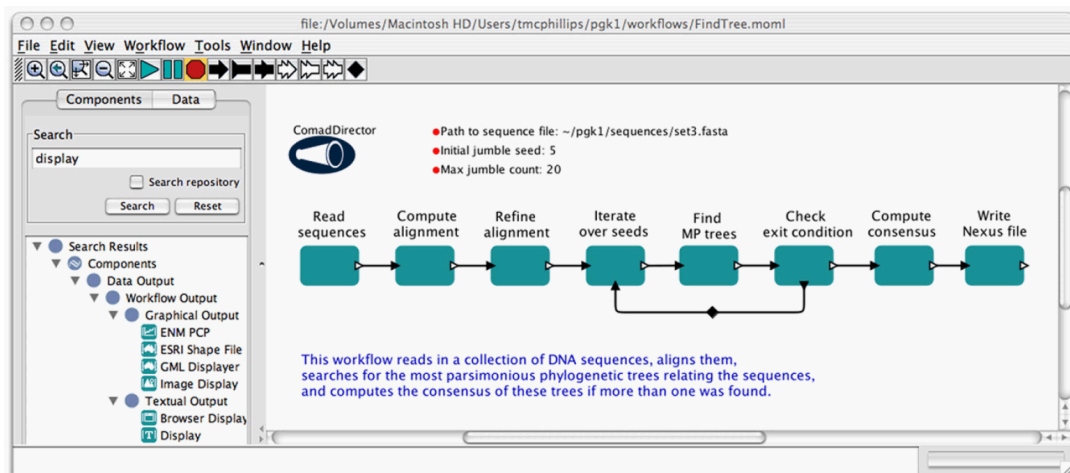 file:/Volumes/Macintosh HD/Users/tmcphillips/pgk1/workflows/FindTree.moml
File Edit View Workflow Tools Window Help
Components Data
Search
display
Search repository
Search Reset
Search Results
Components
Data Output
Workflow Output
Graphical Output
ENM PCP
ESRI Shape File
GML Displayer
Image Display
Textual Output
Browser Display
Display
ComadDirector
Path to sequence file: ~/pgk1/sequences/set3.fasta
Initial jumble seed: 5
Max jumble count: 20
Read
sequences
Compute
alignment
Refine
alignment
Iterate
over seeds
Find
MP trees
Check
exit condition
Compute
consensus
Write
Nexus file
This workflow reads in a collection of DNA sequences, aligns them,
searches for the most parsimonious phylogenetic trees relating the sequences,
and computes the consensus of these trees if more than one was found.